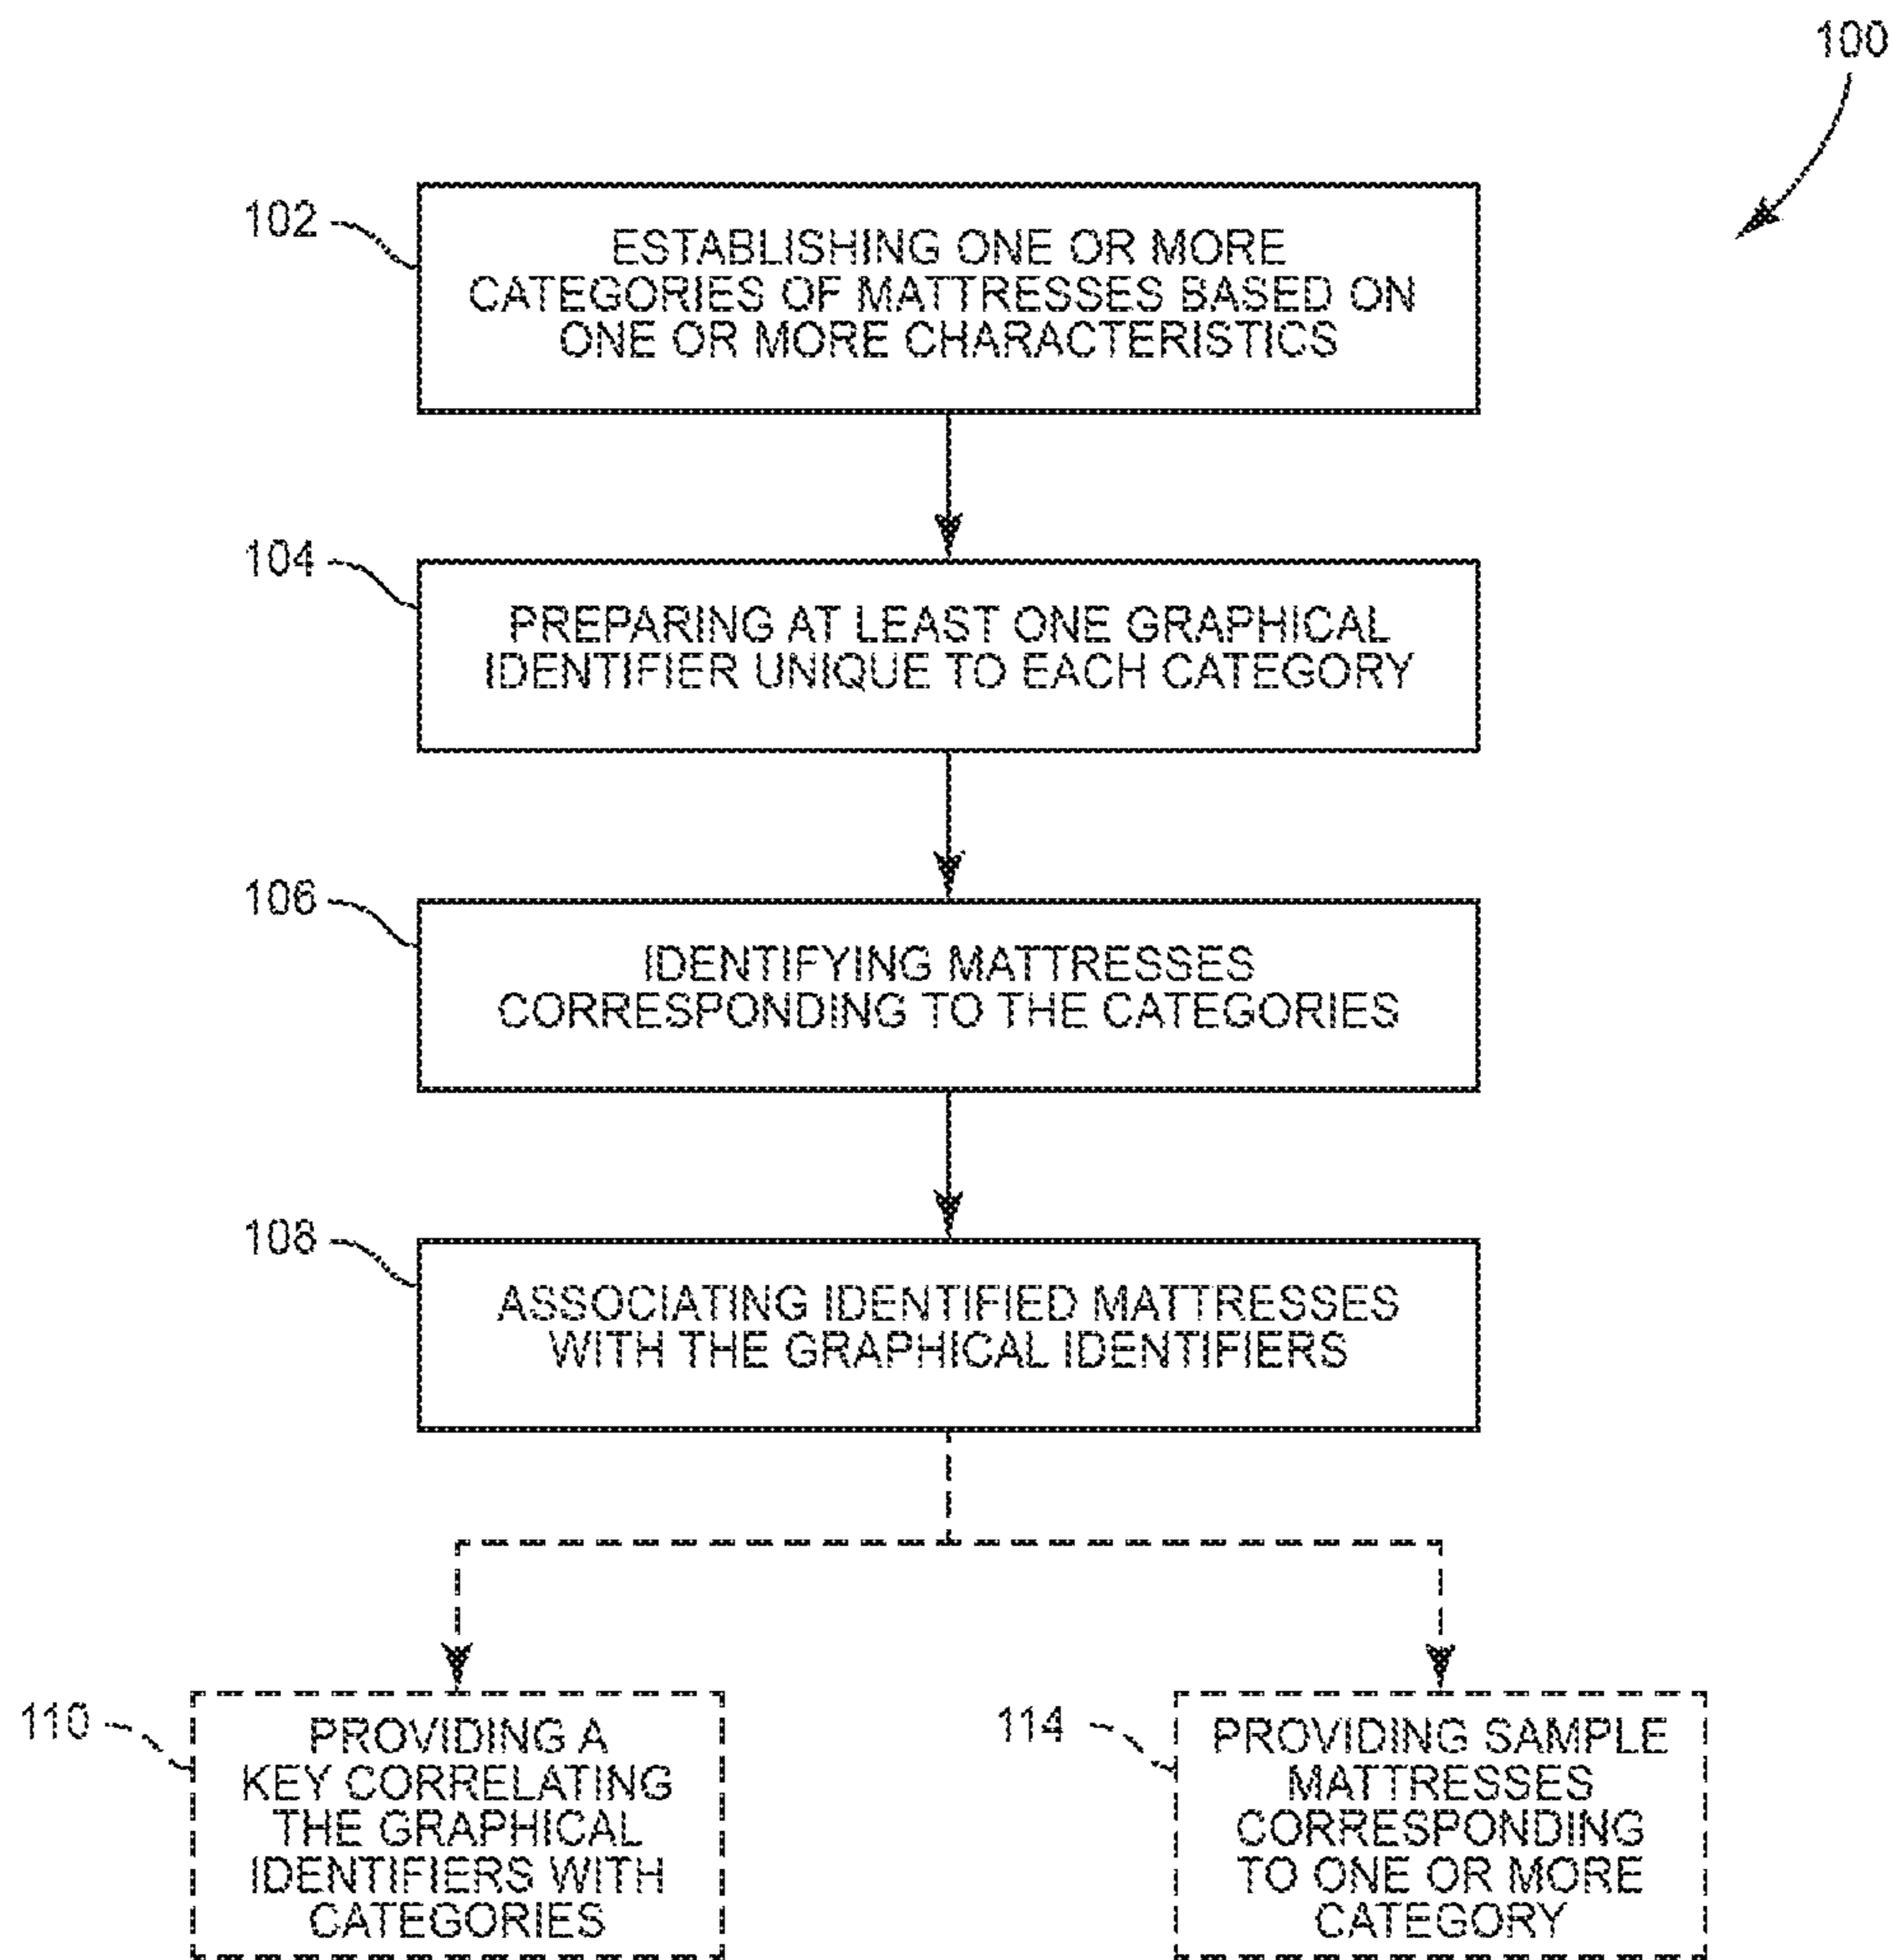 100
102
ESTABLISHING ONE OR MORE
CATEGORIES OF MATTRESSES BASED ON
ONE OR MORE CHARACTERISTICS
104
PREPARING AT LEAST ONE GRAPHICAL
IDENTIFIER UNIQUE TO EACH CATEGORY
106
IDENTIFYING MATTRESSES
CORRESPONDING TO THE CATEGORIES
108
ASSOCIATING IDENTIFIED MATTRESSES
WITH THE GRAPHICAL IDENTIFIERS
110
PROVIDING A
KEY CORRELATING
THE GRAPHICAL
IDENTIFIERS WITH
CATEGORIES
114
PROVIDING SAMPLE
MATTRESSES
CORRESPONDING
TO ONE OR MORE
CATEGORY